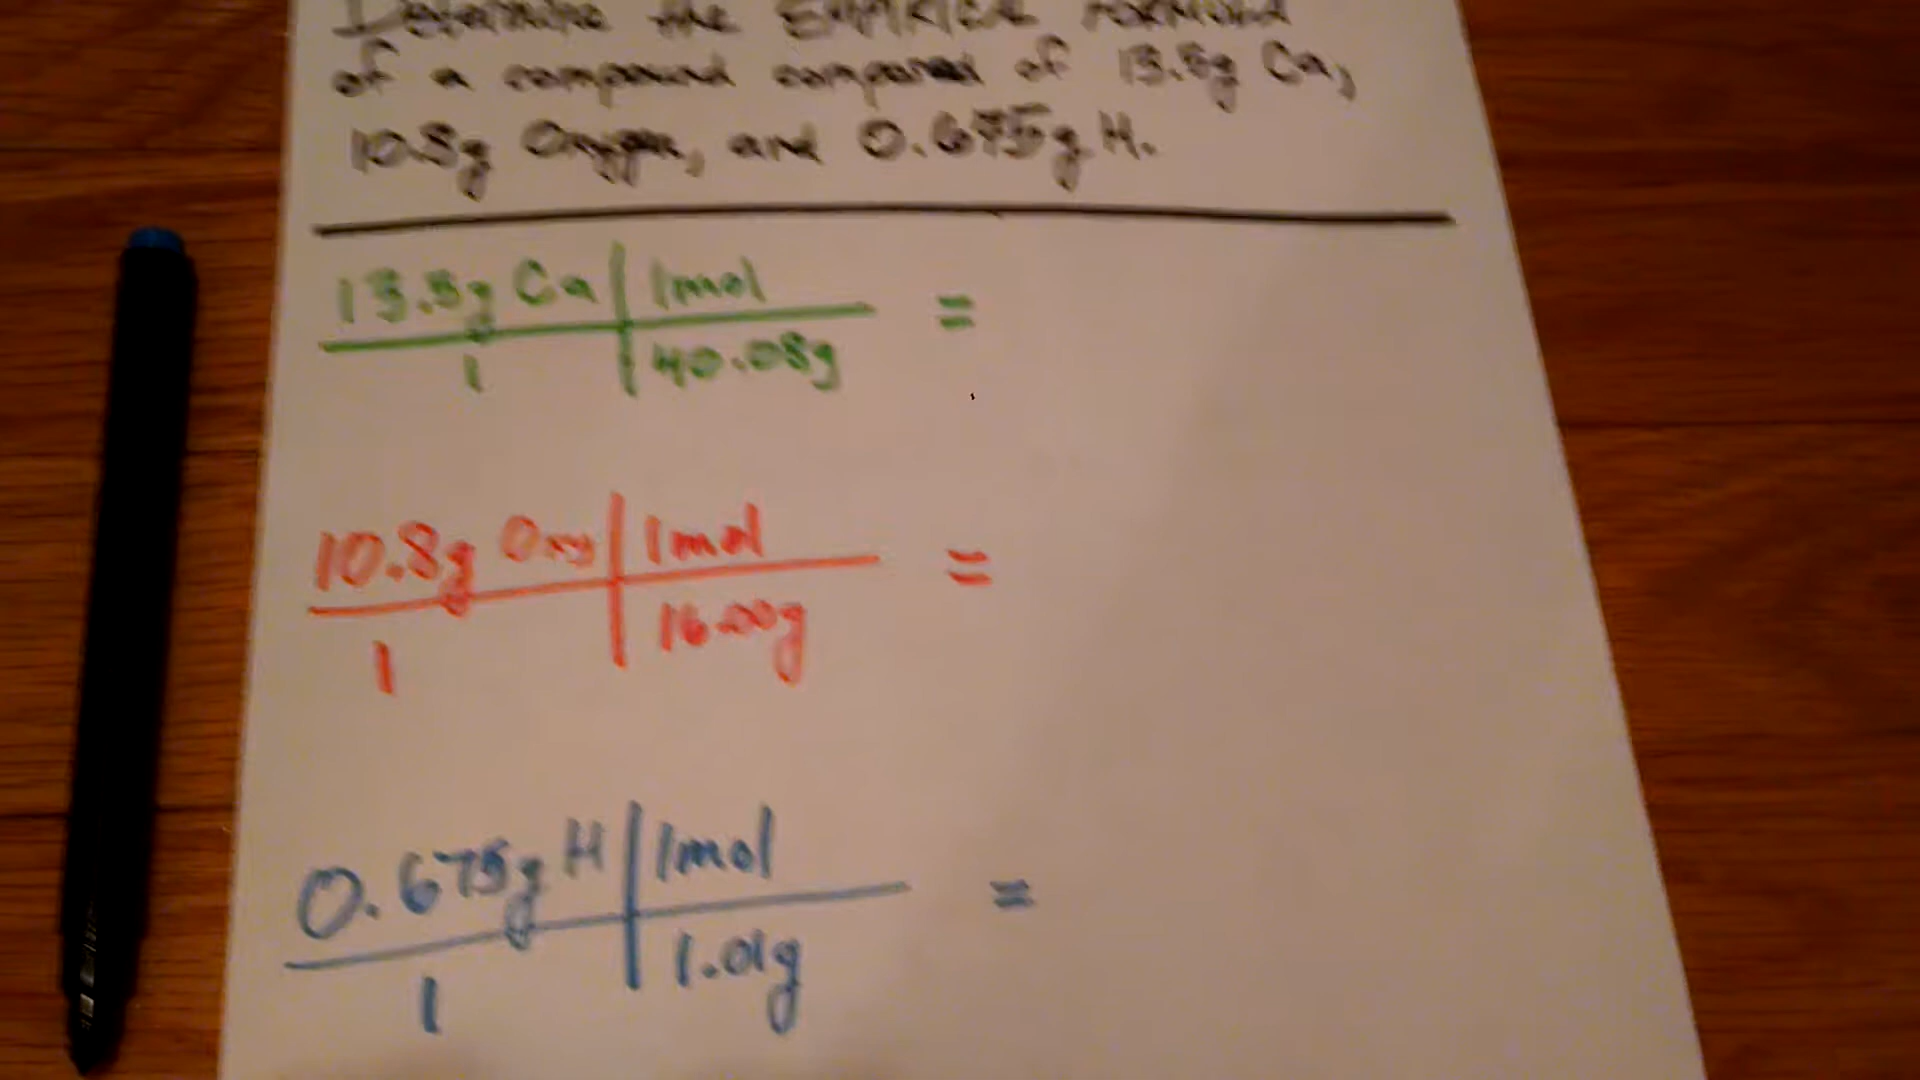 Determine the EMPIRICAL FORMULA
of a compound composed of 13.5g Ca,
10.8g Oxygen, and 0.675g H.
13.5g Ca | 1mol =
1 | 40.08g
10.8g Oxy | 1mol =
1 | 16.00g
0.675g H | 1mol =
1 | 1.01g